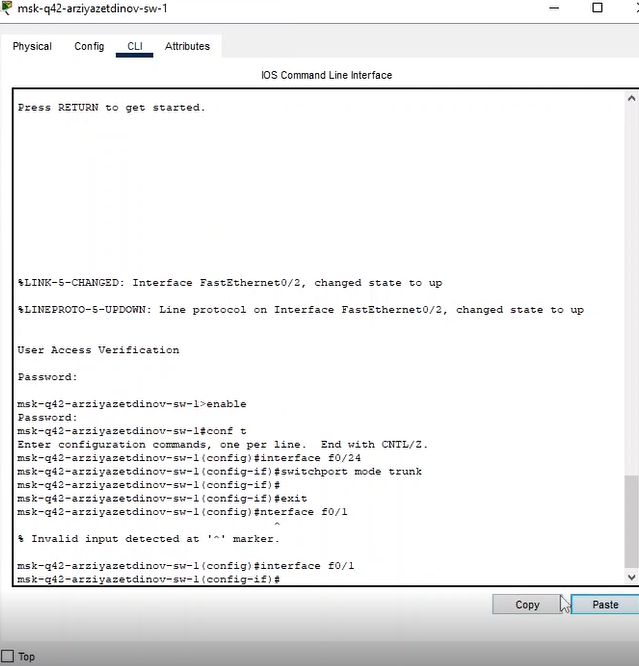 msk-q42-arziyazetdinov-sw-1
Physical Config CLI Attributes
IOS Command Line Interface
Press RETURN to get started.
%LINK-5-CHANGED: Interface FastEthernet0/2, changed state to up
%LINEPROTO-5-UPDOWN: Line protocol on Interface FastEthernet0/2, changed state to up
User Access Verification
Password:
msk-q42-arziyazetdinov-sw-1>enable
Password:
msk-q42-arziyazetdinov-sw-1#conf t
Enter configuration commands, one per line.  End with CNTL/Z.
msk-q42-arziyazetdinov-sw-1(config)#interface f0/24
msk-q42-arziyazetdinov-sw-1(config-if)#switchport mode trunk
msk-q42-arziyazetdinov-sw-1(config-if)#
msk-q42-arziyazetdinov-sw-1(config-if)#exit
msk-q42-arziyazetdinov-sw-1(config)#nterface f0/1
^
% Invalid input detected at '^' marker.
msk-q42-arziyazetdinov-sw-1(config)#interface f0/1
msk-q42-arziyazetdinov-sw-1(config-if)#
Copy Paste
Top